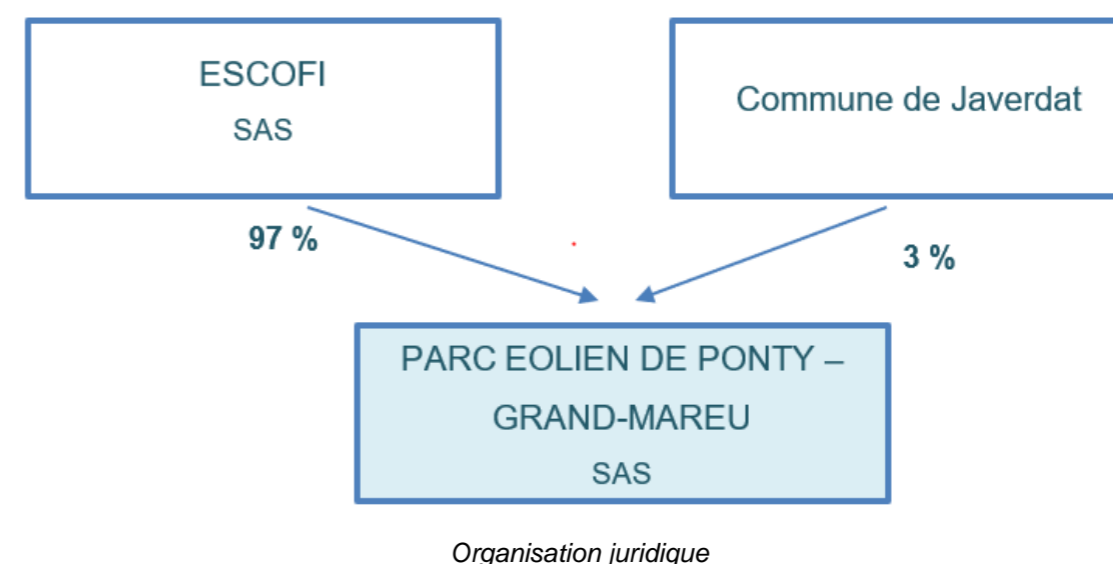 ESCOFI
SAS
Commune de Javerdat
97 %
3 %
PARC EOLIEN DE PONTY –
GRAND-MAREU
SAS
Organisation juridique